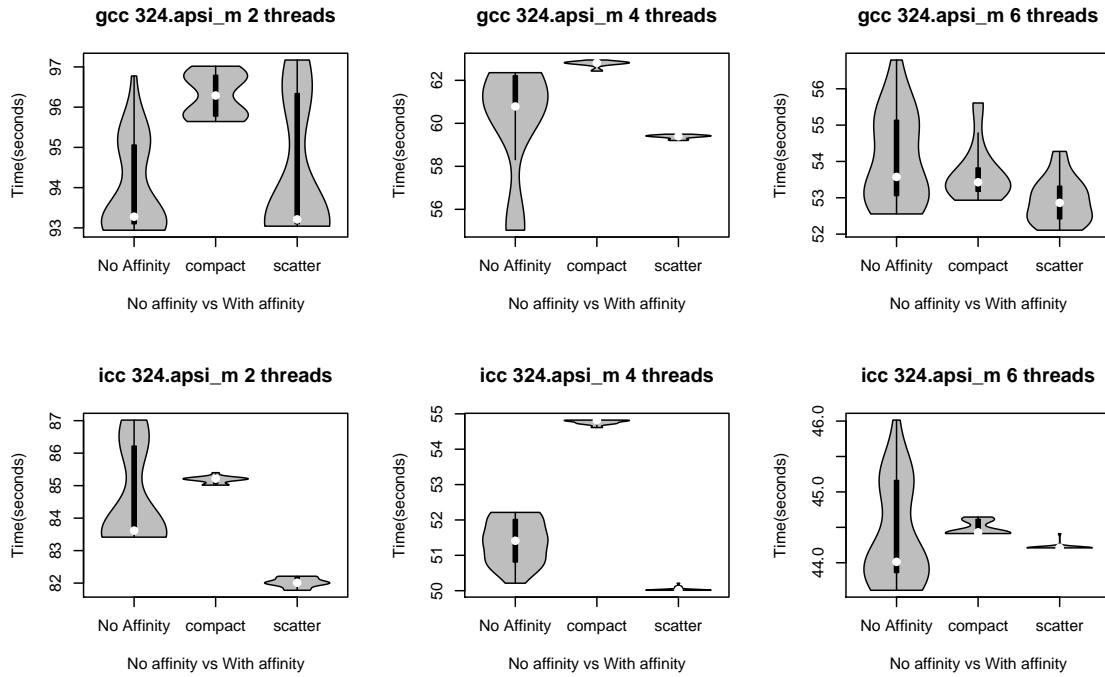 gcc 324.apsi_m 2 threads
Time(seconds)
97
96
95
94
93
No Affinity compact scatter
No affinity vs With affinity
gcc 324.apsi_m 4 threads
Time(seconds)
62
60
58
56
No Affinity compact scatter
No affinity vs With affinity
gcc 324.apsi_m 6 threads
Time(seconds)
56
55
54
53
52
No Affinity compact scatter
No affinity vs With affinity
icc 324.apsi_m 2 threads
Time(seconds)
87
86
85
84
83
82
No Affinity compact scatter
No affinity vs With affinity
icc 324.apsi_m 4 threads
Time(seconds)
55
54
53
52
51
50
No Affinity compact scatter
No affinity vs With affinity
icc 324.apsi_m 6 threads
Time(seconds)
46.0
45.0
44.0
No Affinity compact scatter
No affinity vs With affinity